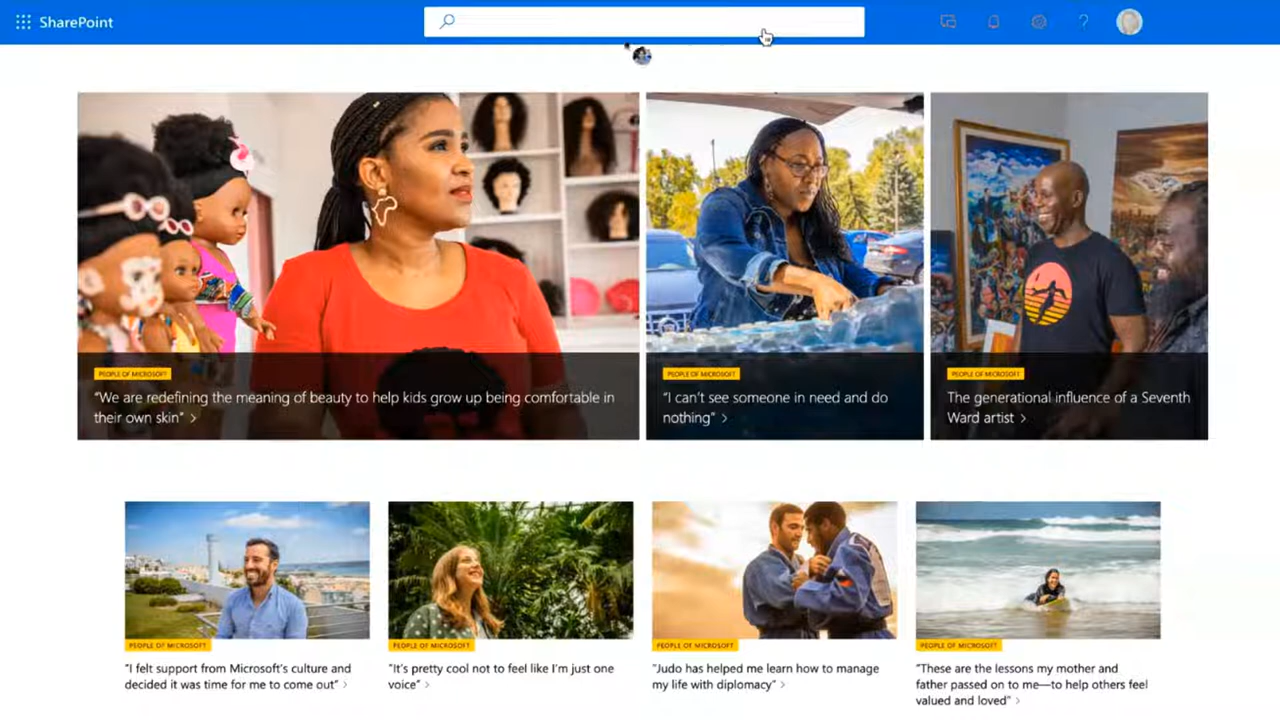 SharePoint
PEOPLE OF MICROSOFT
“We are redefining the meaning of beauty to help kids grow up being comfortable in
their own skin” >
PEOPLE OF MICROSOFT
“I can’t see someone in need and do
nothing” >
PEOPLE OF MICROSOFT
The generational influence of a Seventh
Ward artist >
PEOPLE OF MICROSOFT
“I felt support from Microsoft’s culture and
decided it was time for me to come out” >
PEOPLE OF MICROSOFT
“It’s pretty cool not to feel like I’m just one
voice” >
PEOPLE OF MICROSOFT
“Judo has helped me learn how to manage
my life with diplomacy” >
PEOPLE OF MICROSOFT
“These are the lessons my mother and
father passed on to me—to help others feel
valued and loved” >